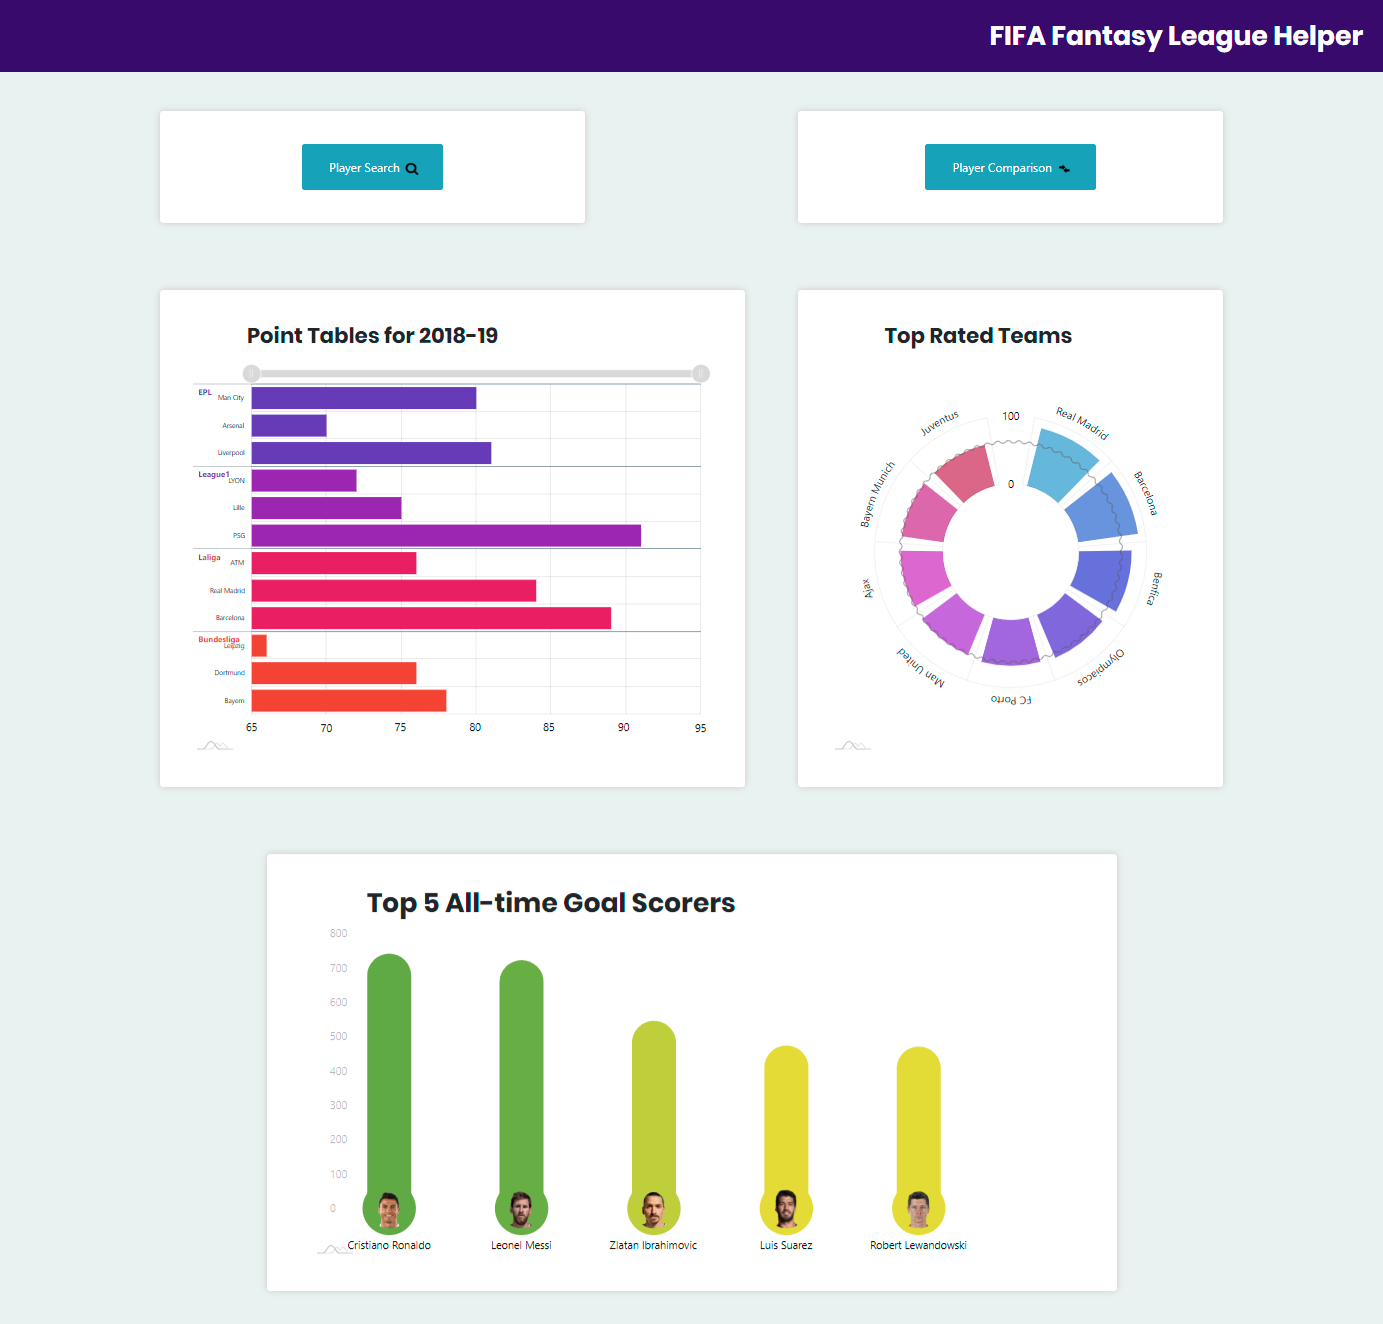 FIFA Fantasy League Helper
Player Search
Player Comparison
Point Tables for 2018-19
EPL
Man City
Arsenal
Liverpool
League1
LYON
Lille
PSG
Laliga
ATM
Real Madrid
Barcelona
Bundesliga
Leipzig
Dortmund
Bayern
65 70 75 80 85 90 95
Top Rated Teams
100
0
Real Madrid
Barcelona
Benfica
Olympiacos
FC Porto
Man United
Ajax
Bayern Munich
Juventus
Top 5 All-time Goal Scorers
800
700
600
500
400
300
200
100
0
Cristiano Ronaldo Leonel Messi Zlatan Ibrahimovic Luis Suarez Robert Lewandowski